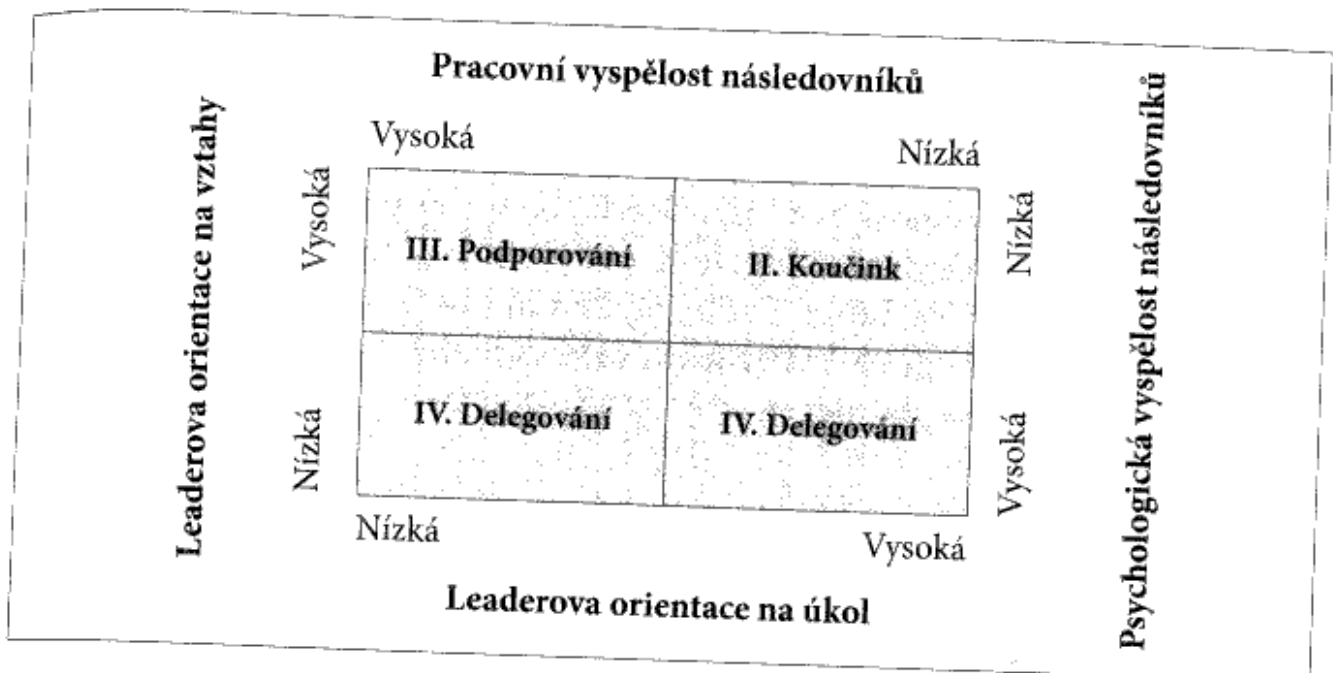 Pracovní vyspělost následovníků
Vysoká
Nízká
Leaderova orientace na vztahy
Vysoká
Nízká
III. Podporování
II. Koučink
IV. Delegování
IV. Delegování
Nízká
Vysoká
Psychologická vyspělost následovníků
Nízká
Vysoká
Leaderova orientace na úkol